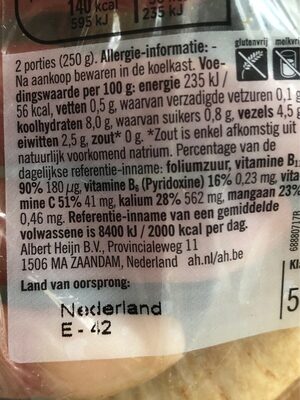 140 kcal
595 kJ
235 kJ
2 porties (250 g). Allergie-informatie: -
Na aankoop bewaren in de koelkast. Voe-
dingswaarde per 100 g: energie 235 kJ /
56 kcal, vetten 0,5 g, waarvan verzadigde vetzuren 0,1 g
koolhydraten 8,0 g, waarvan suikers 0,8 g, vezels 4,5 g
eiwitten 2,5 g, zout* 0 g. *Zout is enkel afkomstig uit
natuurlijk voorkomend natrium. Percentage van de
dagelijkse referentie-inname: foliumzuur, vitamine B
90% 180 µg, vitamine B6 (Pyridoxine) 16% 0,23 mg, vita
mine C 51% 41 mg, kalium 28% 562 mg, mangaan 23%
0,46 mg. Referentie-inname van een gemiddelde
volwassene is 8400 kJ / 2000 kcal per dag.
Albert Heijn B.V., Provincialeweg 11
1506 MA ZAANDAM, Nederland ah.nl/ah.be
Land van oorsprong:
Nederland
E - 42
glutenvrij
Kl
5